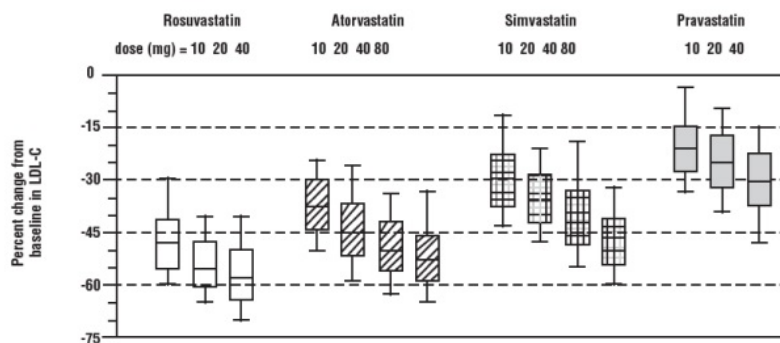 Rosuvastatin Atorvastatin Simvastatin Pravastatin
dose (mg) = 10 20 40 10 20 40 80 10 20 40 80 10 20 40
0
-15
-30
-45
-60
-75
Percent change from
baseline in LDL-C